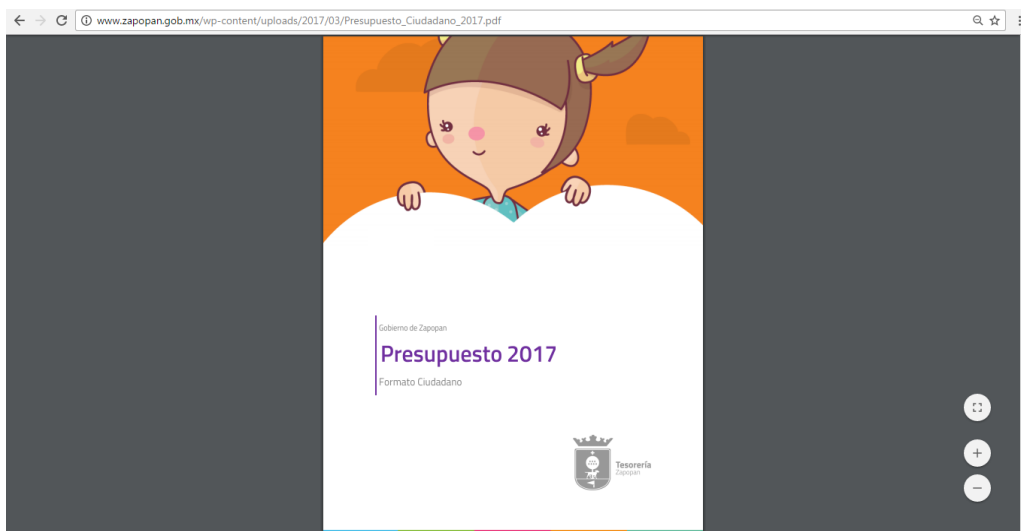 www.zapopan.gob.mx/wp-content/uploads/2017/03/Presupuesto_Ciudadano_2017.pdf
Gobierno de Zapopan
Presupuesto 2017
Formato Ciudadano
Tesorería
Zapopan